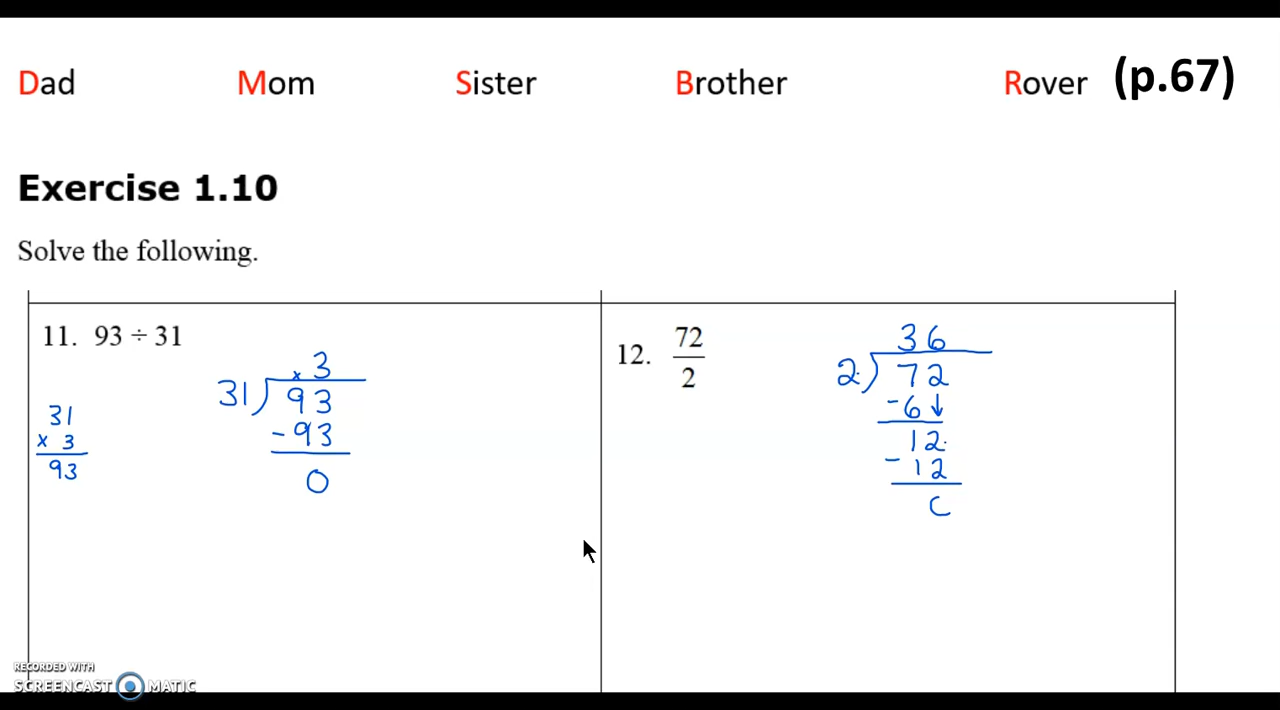 Dad Mom Sister Brother Rover (p.67)
Exercise 1.10
Solve the following.
11. 93 ÷ 31
x 3
31 ) 93
- 93
0
31
x 3
93
12. 72
2
36
2 ) 72
- 6 ↓
12
- 12
RECORDED WITH
SCREENCAST MATIC